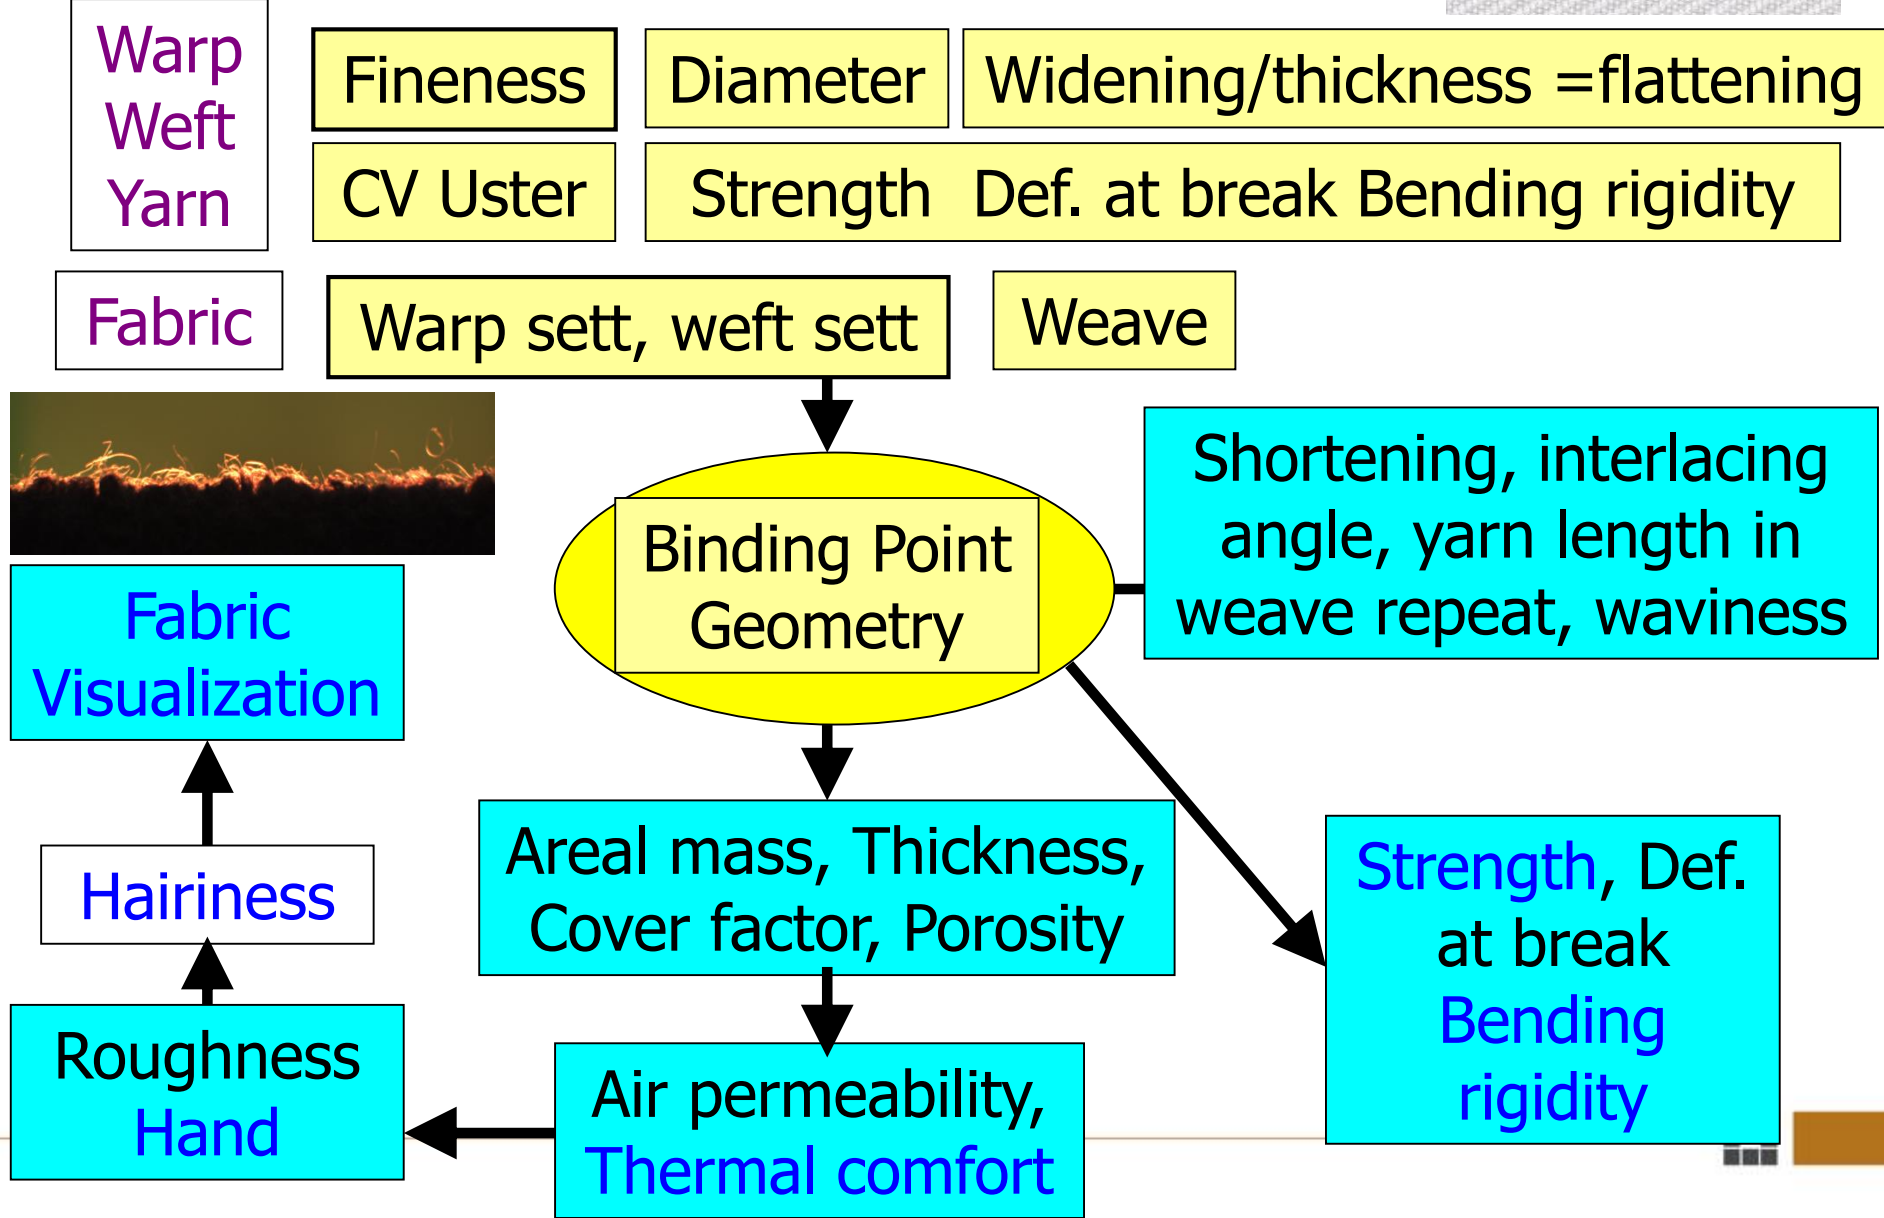 Warp
Weft
Yarn
Fineness
Diameter
Widening/thickness =flattening
CV Uster
Strength Def. at break Bending rigidity
Fabric
Warp sett, weft sett
Weave
Binding Point
Geometry
Shortening, interlacing
angle, yarn length in
weave repeat, waviness
Fabric
Visualization
Hairiness
Roughness
Hand
Areal mass, Thickness,
Cover factor, Porosity
Air permeability,
Thermal comfort
Strength, Def.
at break
Bending
rigidity